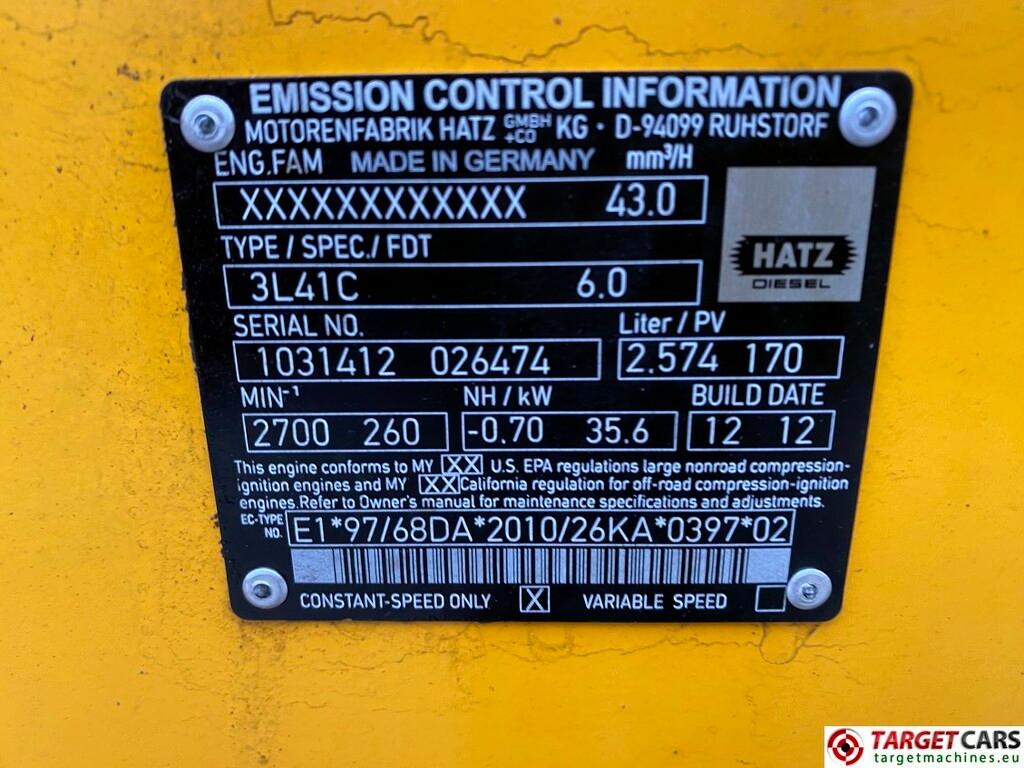 EMISSION CONTROL INFORMATION
MOTORENFABRIK HATZ GMBH +CO KG · D-94099 RUHSTORF
ENG.FAM MADE IN GERMANY mm³/H
XXXXXXXXXXXX 43.0
TYPE / SPEC./ FDT
3L41C 6.0
HATZ
DIESEL
SERIAL NO. Liter / PV
1031412 026474 2.574 170
MIN⁻¹ NH / kW BUILD DATE
2700 260 -0.70 35.6 12 12
This engine conforms to MY XX U.S. EPA regulations large nonroad compression-
ignition engines and MY XX California regulation for off-road compression-ignition
engines. Refer to Owner's manual for maintenance specifications and adjustments.
EC-TYPE NO. E1*97/68DA*2010/26KA*0397*02
CONSTANT-SPEED ONLY X VARIABLE SPEED
TARGETCARS
targetmachines.eu